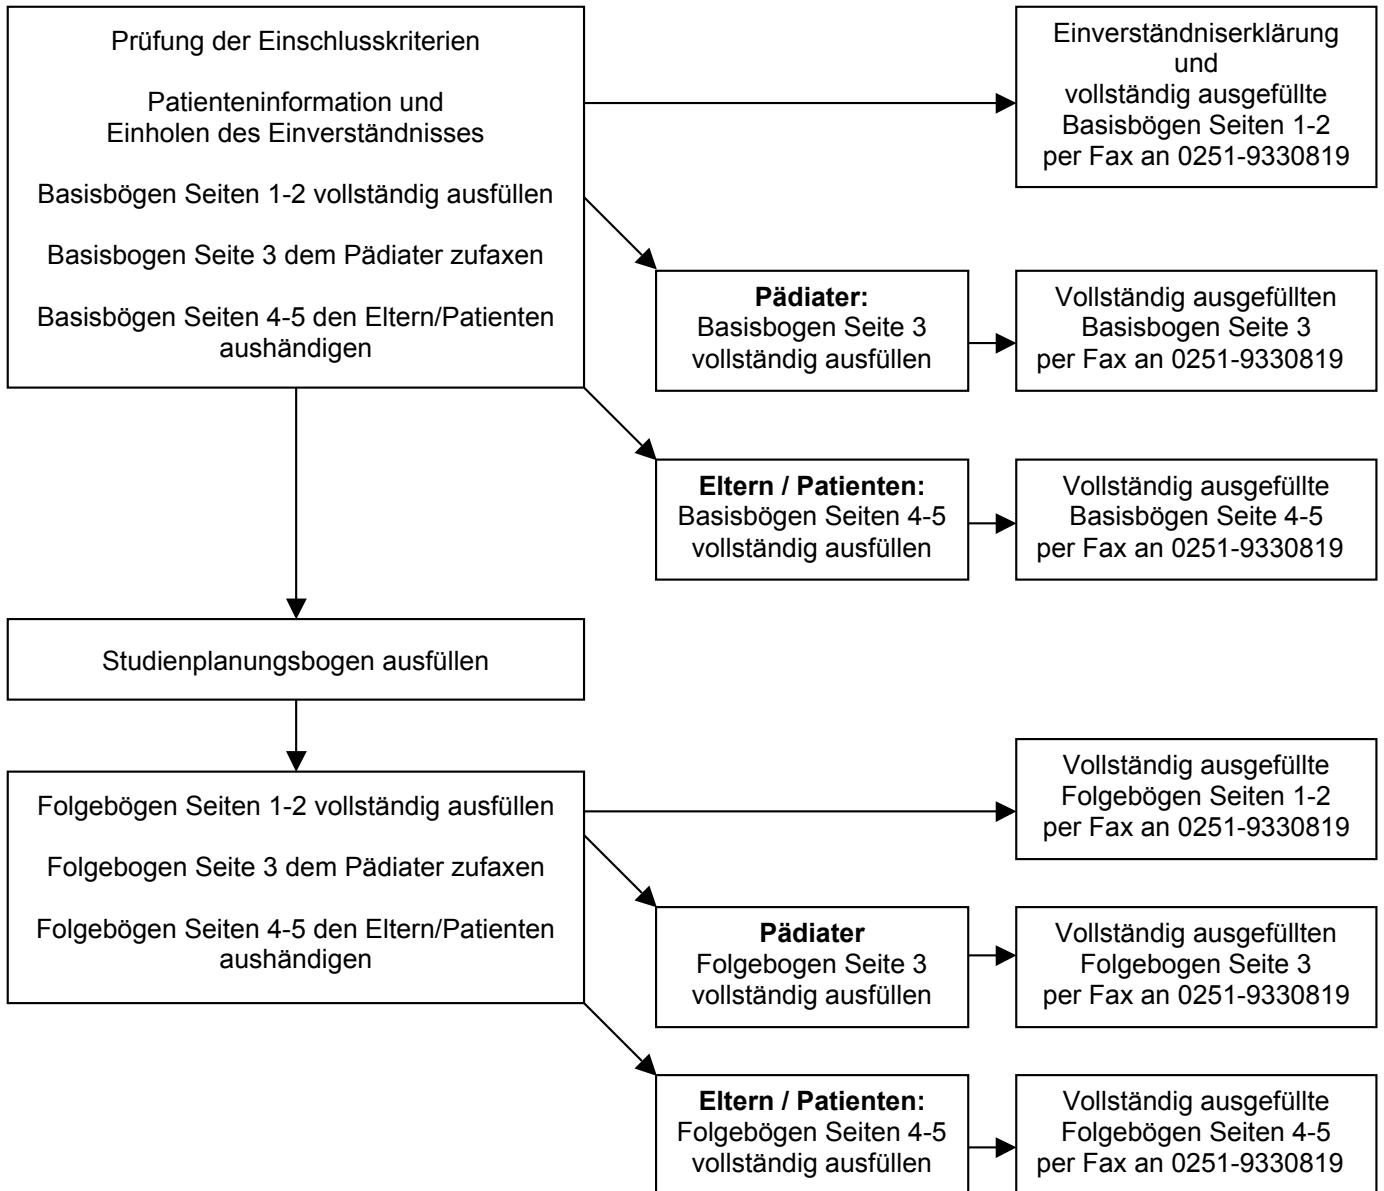 Prüfung der Einschlusskriterien
Patienteninformation und
Einholen des Einverständnisses
Basisbögen Seiten 1-2 vollständig ausfüllen
Basisbogen Seite 3 dem Pädiater zufaxen
Basisbögen Seiten 4-5 den Eltern/Patienten
aushändigen
Einverständniserklärung
und
vollständig ausgefüllte
Basisbögen Seiten 1-2
per Fax an 0251-9330819
Pädiater:
Basisbogen Seite 3
vollständig ausfüllen
Vollständig ausgefüllten
Basisbogen Seite 3
per Fax an 0251-9330819
Eltern / Patienten:
Basisbögen Seiten 4-5
vollständig ausfüllen
Vollständig ausgefüllte
Basisbögen Seite 4-5
per Fax an 0251-9330819
Studienplanungsbogen ausfüllen
Folgebögen Seiten 1-2 vollständig ausfüllen
Folgebogen Seite 3 dem Pädiater zufaxen
Folgebögen Seiten 4-5 den Eltern/Patienten
aushändigen
Vollständig ausgefüllte
Folgebögen Seiten 1-2
per Fax an 0251-9330819
Pädiater
Folgebogen Seite 3
vollständig ausfüllen
Vollständig ausgefüllten
Folgebogen Seite 3
per Fax an 0251-9330819
Eltern / Patienten:
Folgebögen Seiten 4-5
vollständig ausfüllen
Vollständig ausgefüllte
Folgebögen Seiten 4-5
per Fax an 0251-9330819